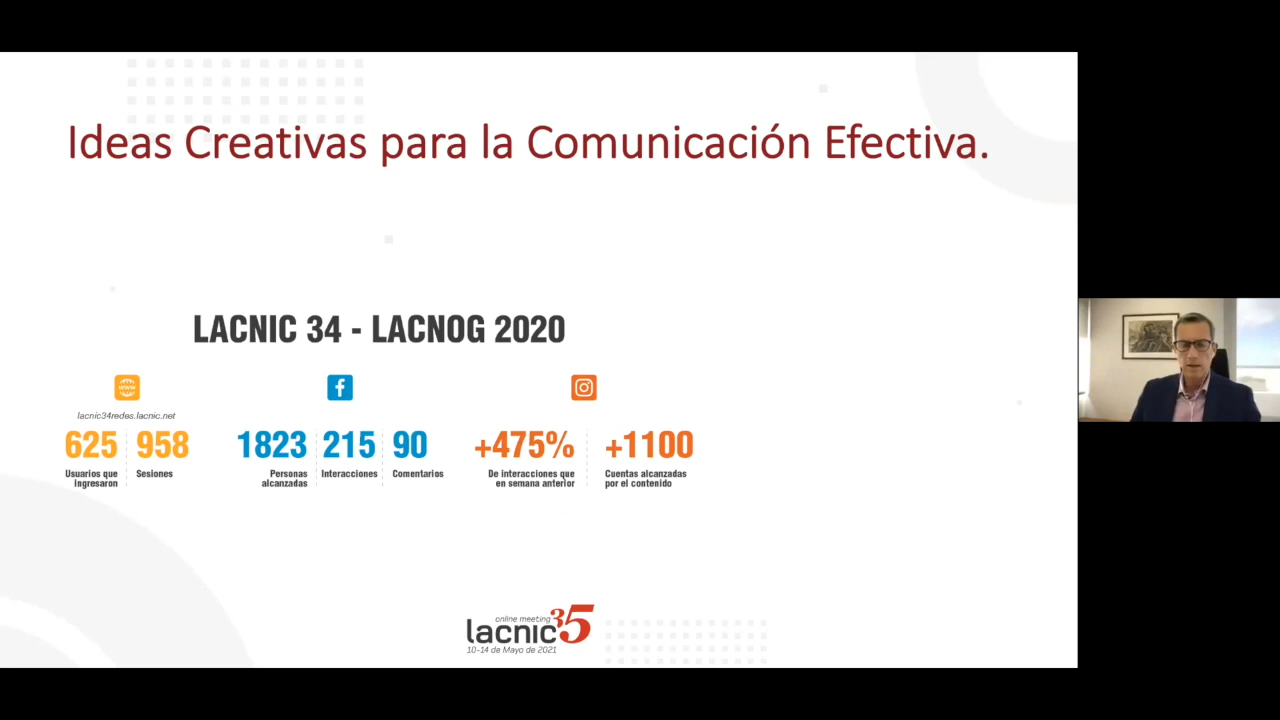 Ideas Creativas para la Comunicación Efectiva.
LACNIC 34 - LACNOG 2020
www
lacnic34redes.lacnic.net
625
Usuarios que
ingresaron
958
Sesiones
1823
Personas
alcanzadas
215
Interacciones
90
Comentarios
+475%
De interacciones que
en semana anterior
+1100
Cuentas alcanzadas
por el contenido
online meeting
lacnic35
10-14 de Mayo de 2021